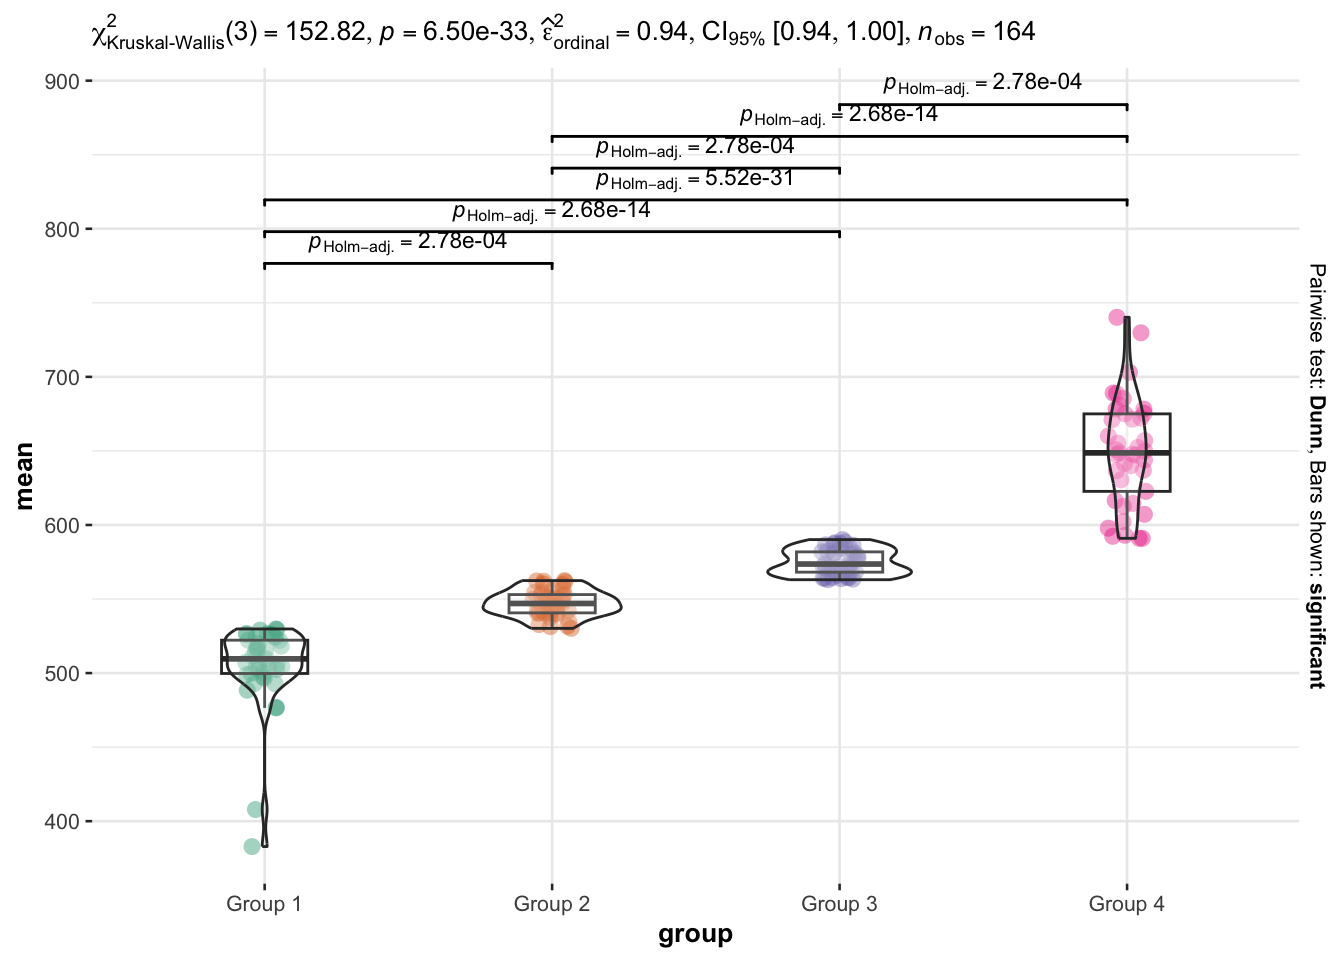 χ²Kruskal-Wallis(3) = 152.82, p = 6.50e-33, ε̂²ordinal = 0.94, CI95% [0.94, 1.00], nobs = 164
900
pHolm−adj. = 2.78e-04
pHolm−adj. = 2.68e-14
pHolm−adj. = 2.78e-04
pHolm−adj. = 5.52e-31
pHolm−adj. = 2.68e-14
pHolm−adj. = 2.78e-04
800
700
600
500
400
mean
Group 1
Group 2
Group 3
Group 4
group
Pairwise test: Dunn, Bars shown: significant